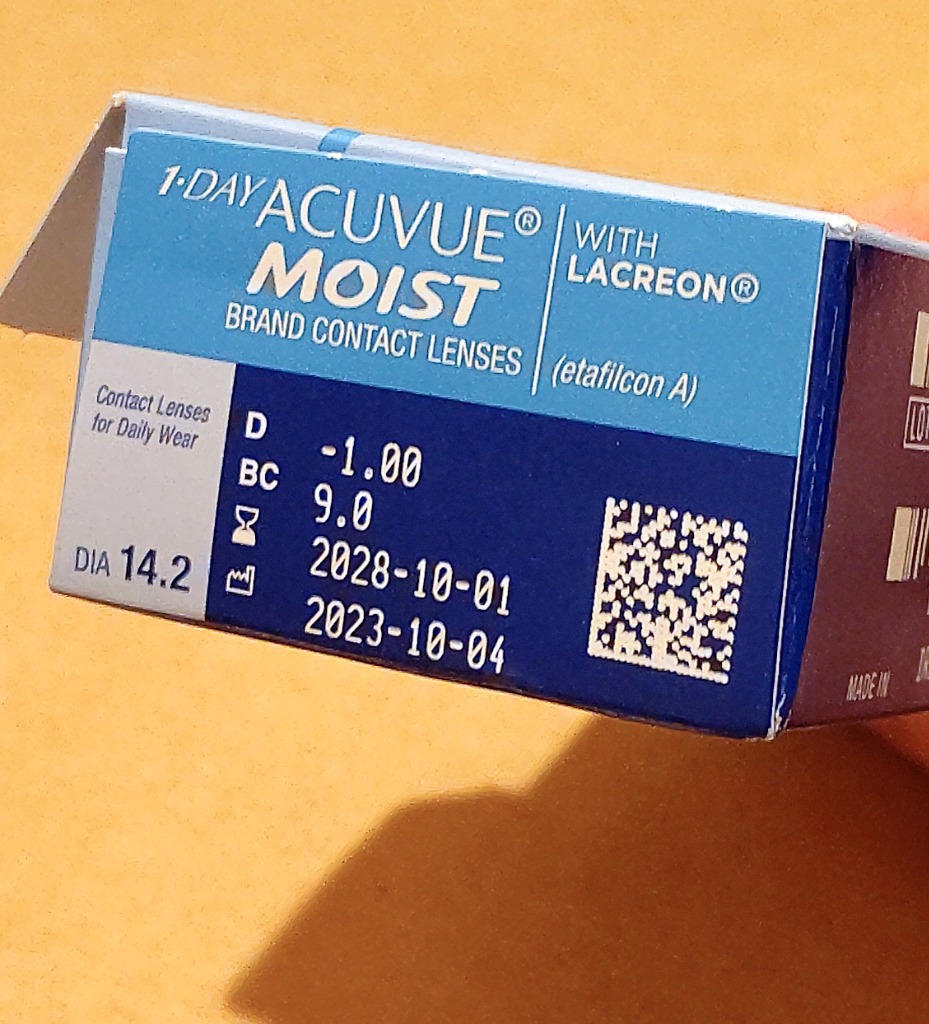 1·DAY ACUVUE®
MOIST
BRAND CONTACT LENSES
WITH
LACREON®
(etafilcon A)
Contact Lenses
for Daily Wear
DIA 14.2
D -1.00
BC 9.0
2028-10-01
2023-10-04
MADE IN